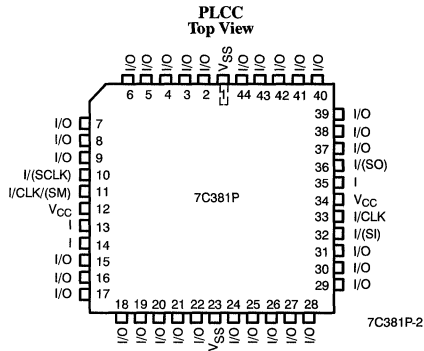 PLCC
Top View
I/O I/O I/O I/O I/O VSS I/O I/O I/O I/O I/O
6 5 4 3 2 1 44 43 42 41 40
I/O 7
I/O 8
I/O 9
I/(SCLK) 10
I/CLK/(SM) 11
VCC 12
I 13
I 14
I/O 15
I/O 16
I/O 17
7C381P
39 I/O
38 I/O
37 I/O
36 I/(SO)
35 I
34 VCC
33 I/CLK
32 I/(SI)
31 I/O
30 I/O
29 I/O
18 19 20 21 22 23 24 25 26 27 28
I/O I/O I/O I/O I/O VSS I/O I/O I/O I/O I/O
7C381P-2